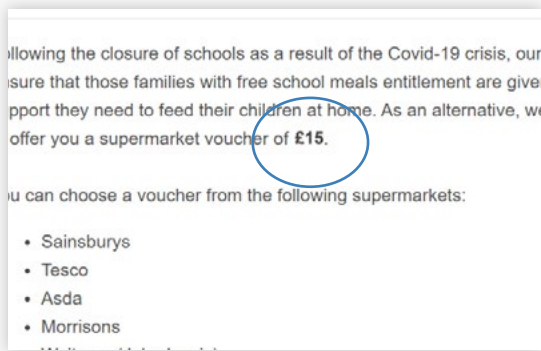 ollowing the closure of schools as a result of the Covid-19 crisis, our
sure that those families with free school meals entitlement are give
pport they need to feed their children at home. As an alternative, we
offer you a supermarket voucher of £15.
u can choose a voucher from the following supermarkets:
• Sainsburys
• Tesco
• Asda
• Morrisons